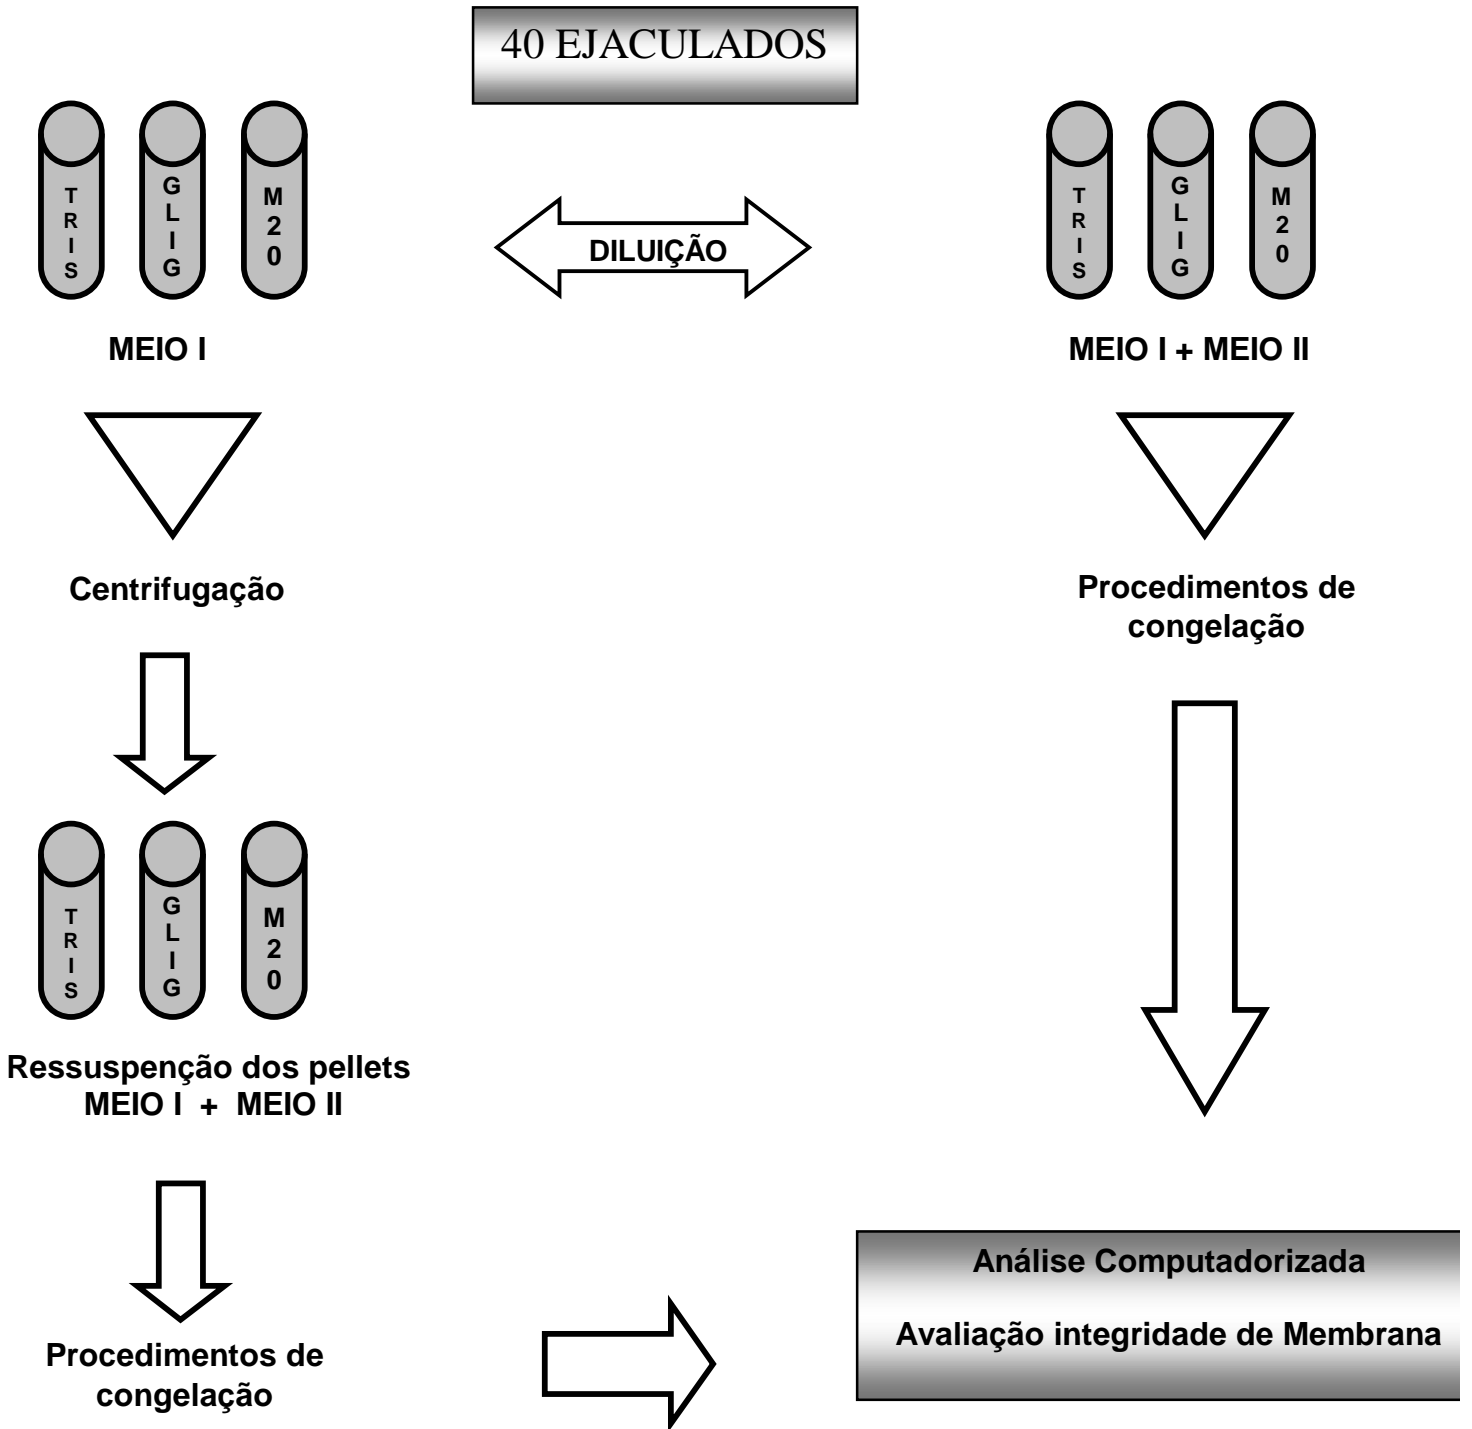 40 EJACULADOS
TRIS
GLIG
M20
DILUIÇÃO
TRIS
GLIG
M20
MEIO I
MEIO I + MEIO II
Centrifugação
Procedimentos de
congelação
TRIS
GLIG
M20
Ressuspenção dos pellets
MEIO I + MEIO II
Procedimentos de
congelação
Análise Computadorizada
Avaliação integridade de Membrana